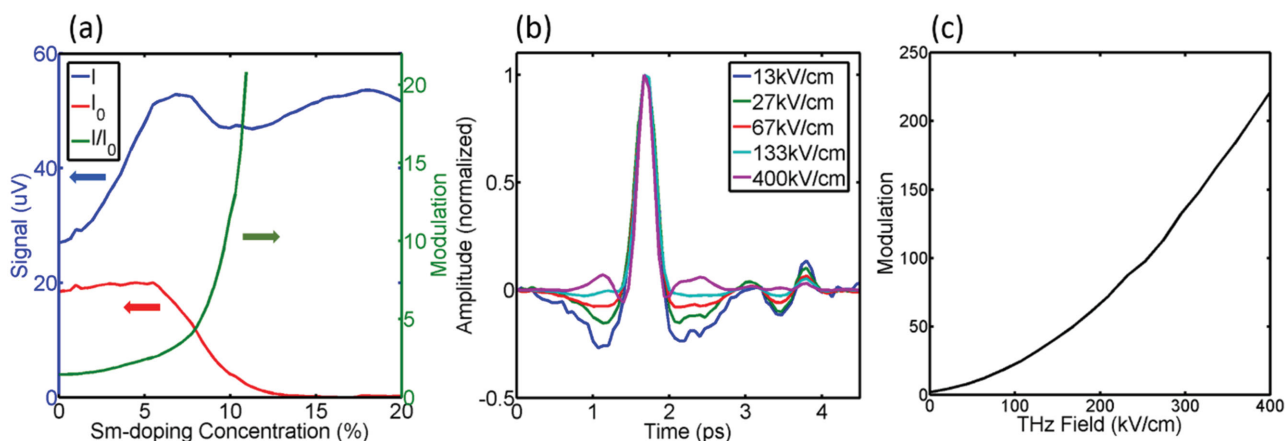 (a)
60
40
20
0
Signal (uV)
I
I0
I/I0
20
15
10
5
0
Modulation
0
5
10
15
20
Sm-doping Concentration (%)
(b)
1
0.5
0
-0.5
Amplitude (normalized)
13kV/cm
27kV/cm
67kV/cm
133kV/cm
400kV/cm
0
1
2
3
4
Time (ps)
(c)
250
200
150
100
50
0
Modulation
0
100
200
300
400
THz Field (kV/cm)